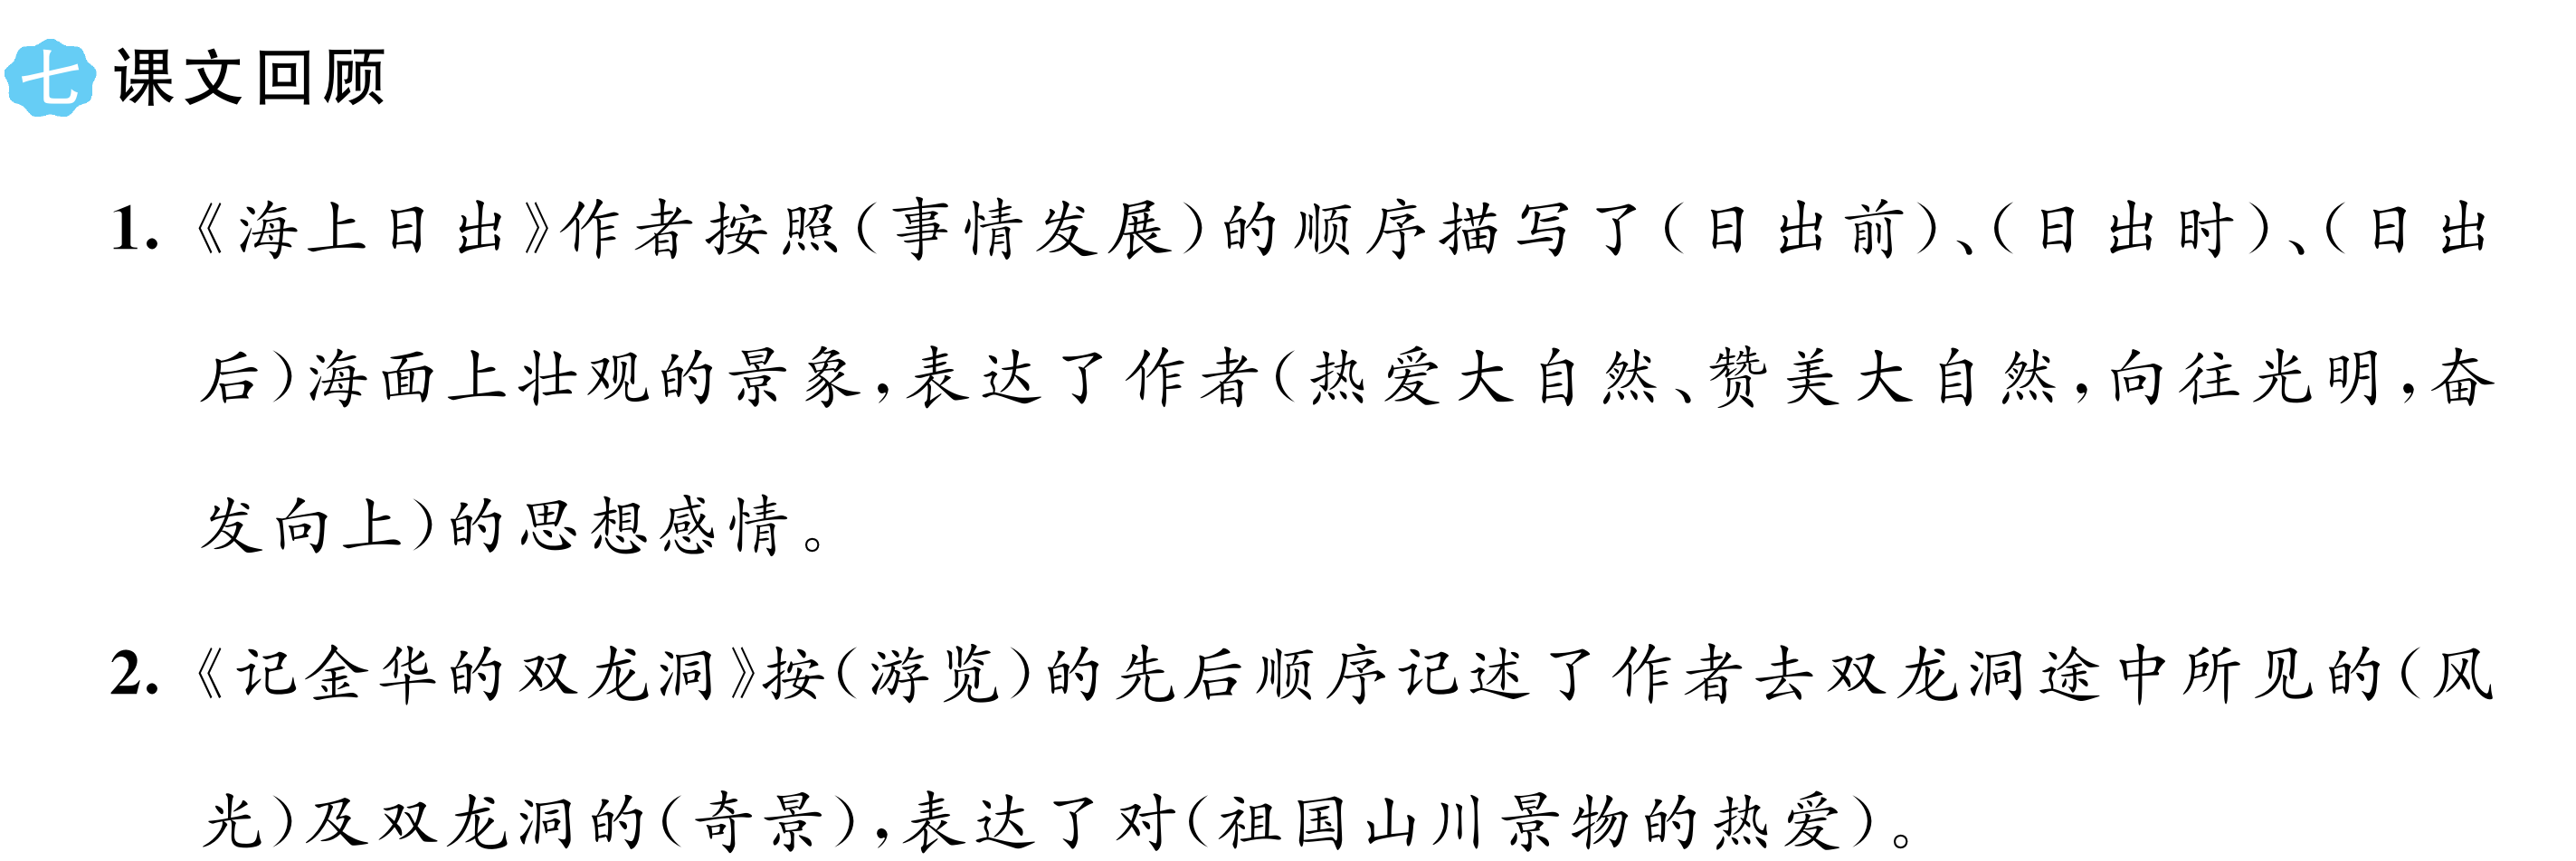 七 课文回顾
1.《海上日出》作者按照(事情发展)的顺序描写了(日出前)、(日出时)、(日出
后)海面上壮观的景象,表达了作者(热爱大自然、赞美大自然,向往光明,奋
发向上)的思想感情。
2.《记金华的双龙洞》按(游览)的先后顺序记述了作者去双龙洞途中所见的(风
光)及双龙洞的(奇景),表达了对(祖国山川景物的热爱)。